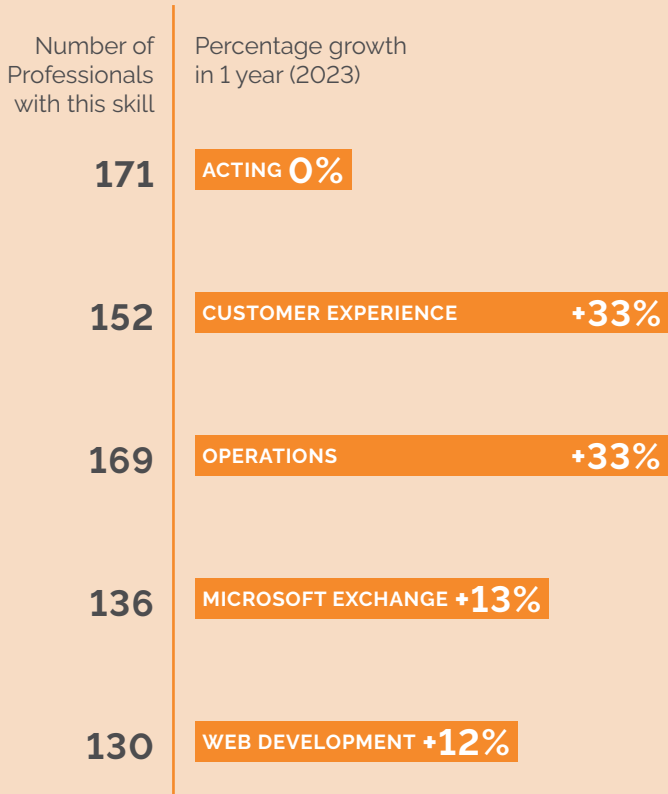 Number of
Professionals
with this skill
Percentage growth
in 1 year (2023)
171
ACTING 0%
152
CUSTOMER EXPERIENCE +33%
169
OPERATIONS +33%
136
MICROSOFT EXCHANGE +13%
130
WEB DEVELOPMENT +12%